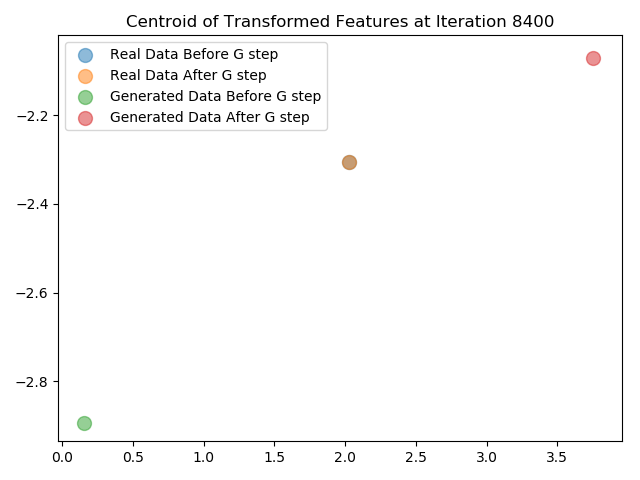 Centroid of Transformed Features at Iteration 8400
Real Data Before G step
Real Data After G step
Generated Data Before G step
Generated Data After G step
−2.2
−2.4
−2.6
−2.8
0.0 0.5 1.0 1.5 2.0 2.5 3.0 3.5